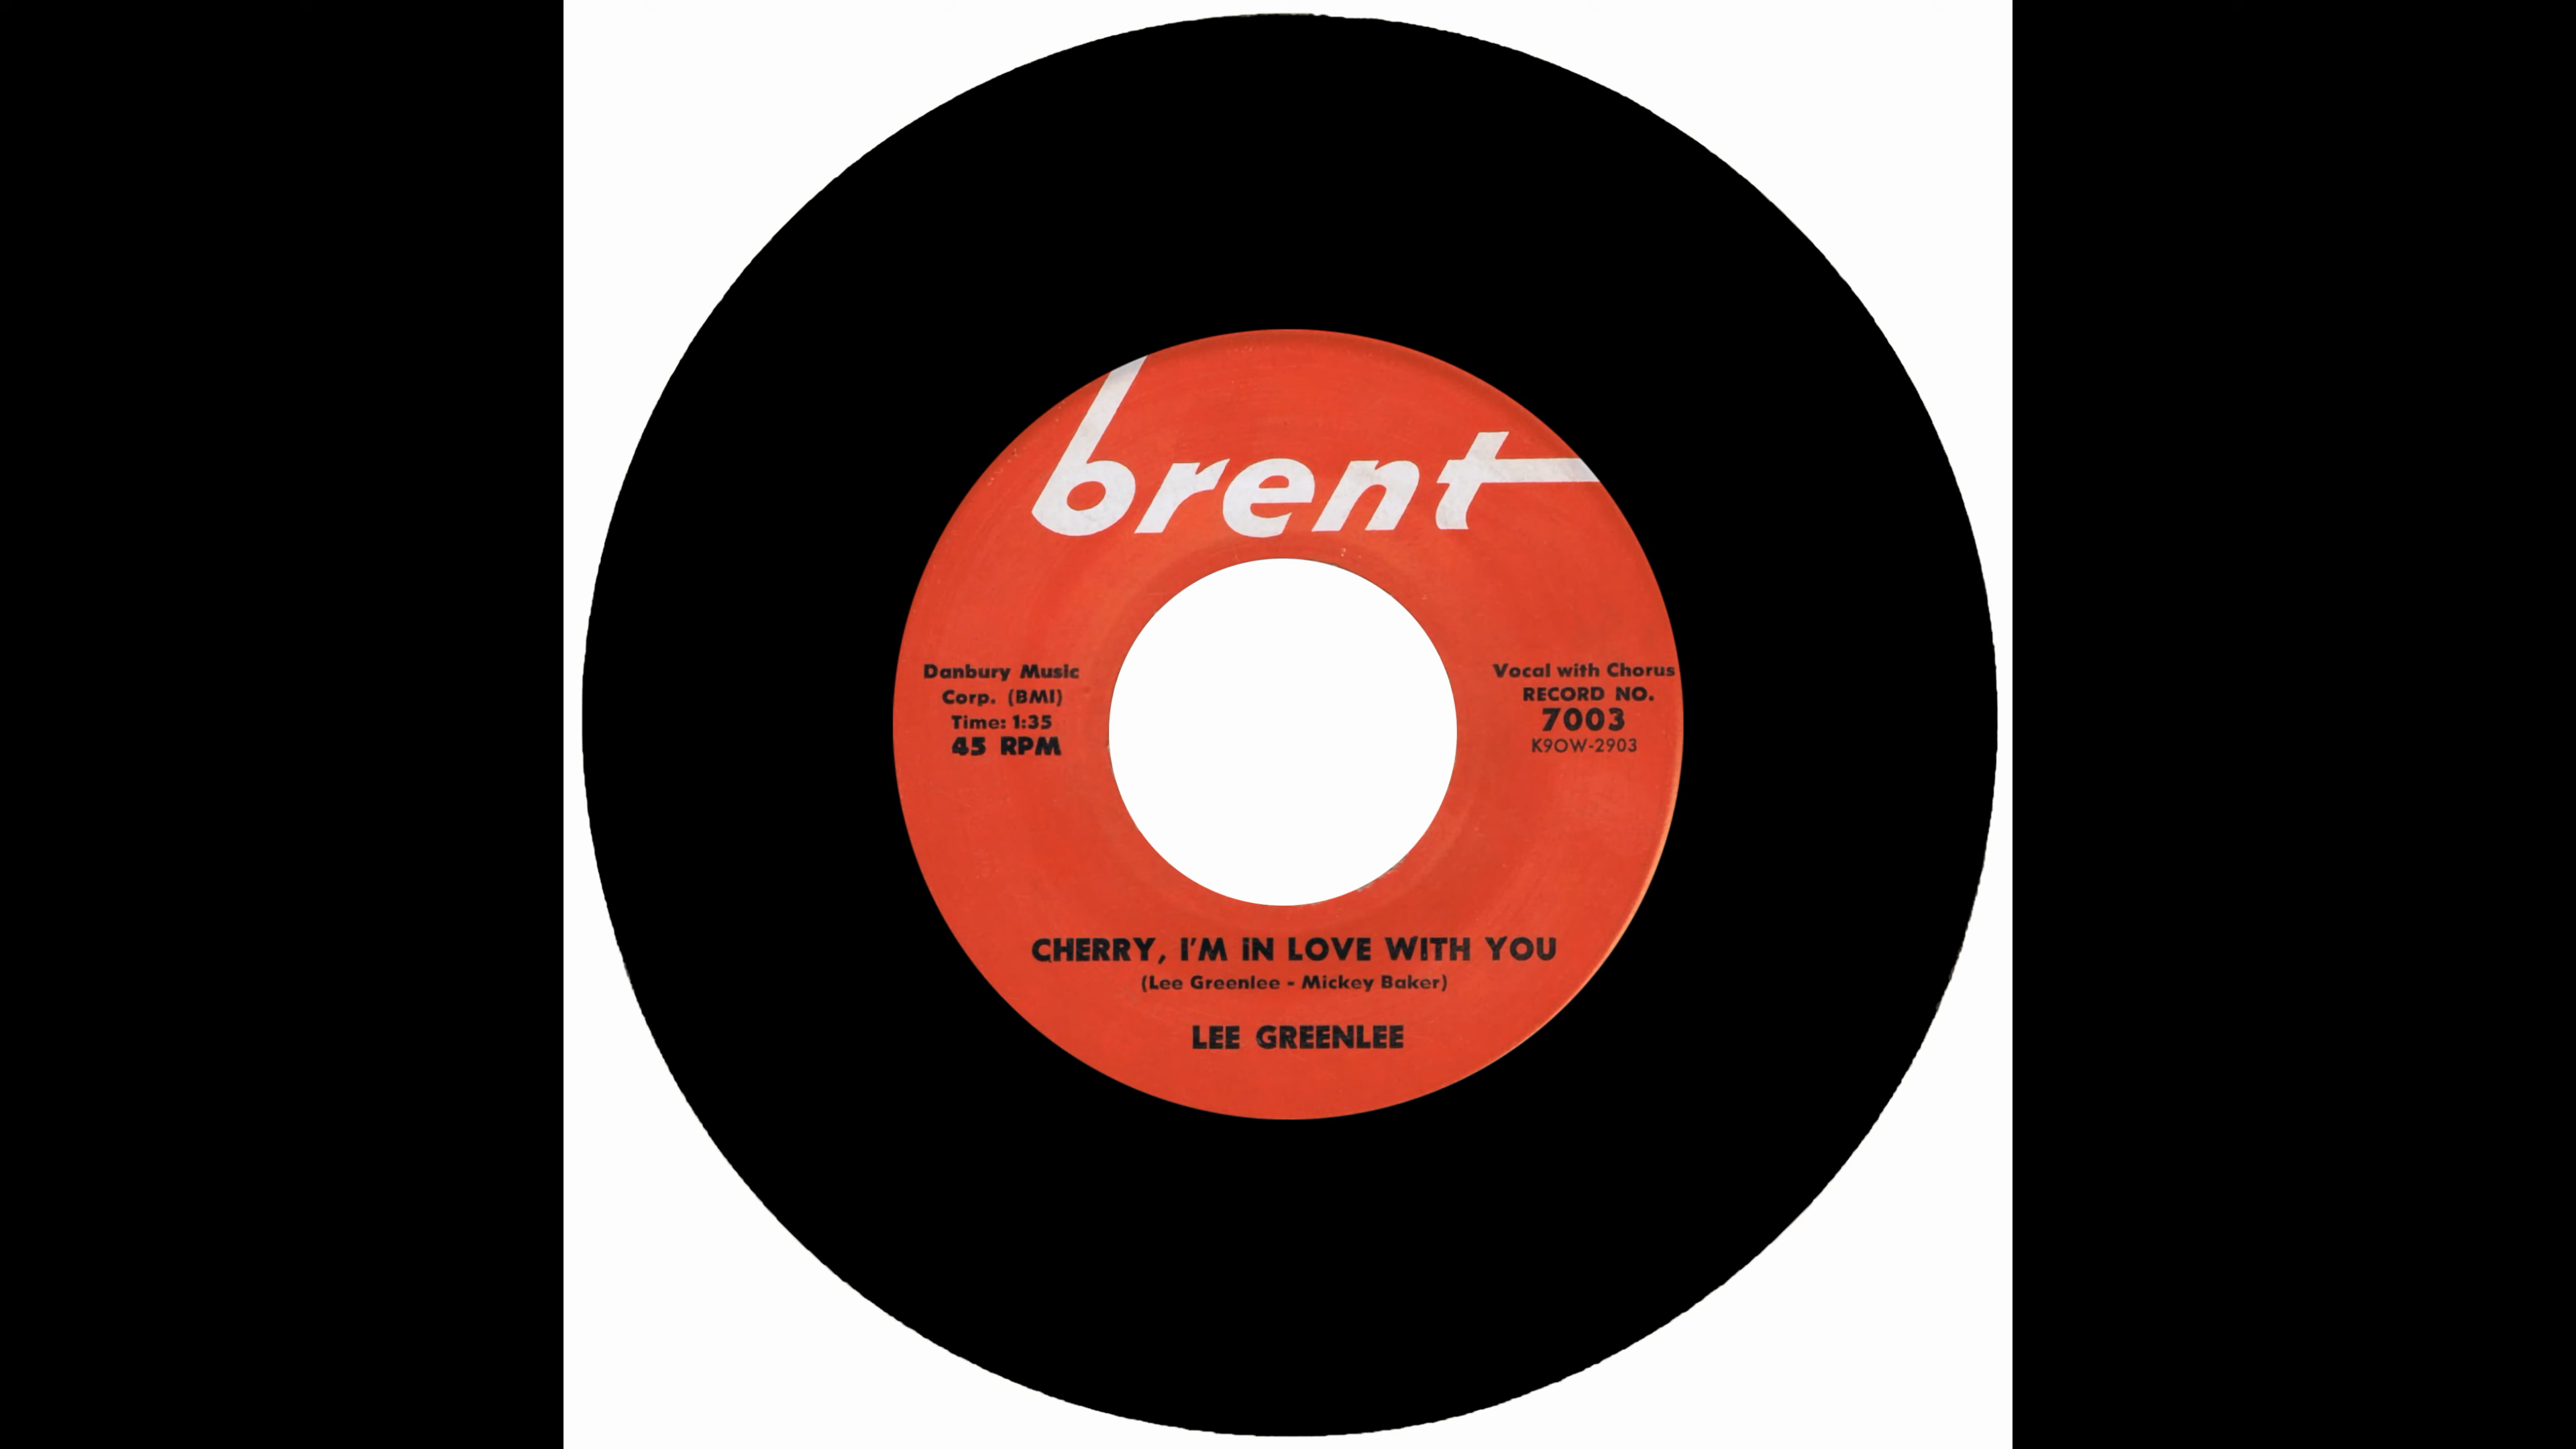 brent
Danbury Music
Corp. (BMI)
Time: 1:35
45 RPM
Vocal with Chorus
RECORD NO.
7003
K9OW-2903
CHERRY, I'M IN LOVE WITH YOU
(Lee Greenlee - Mickey Baker)
LEE GREENLEE